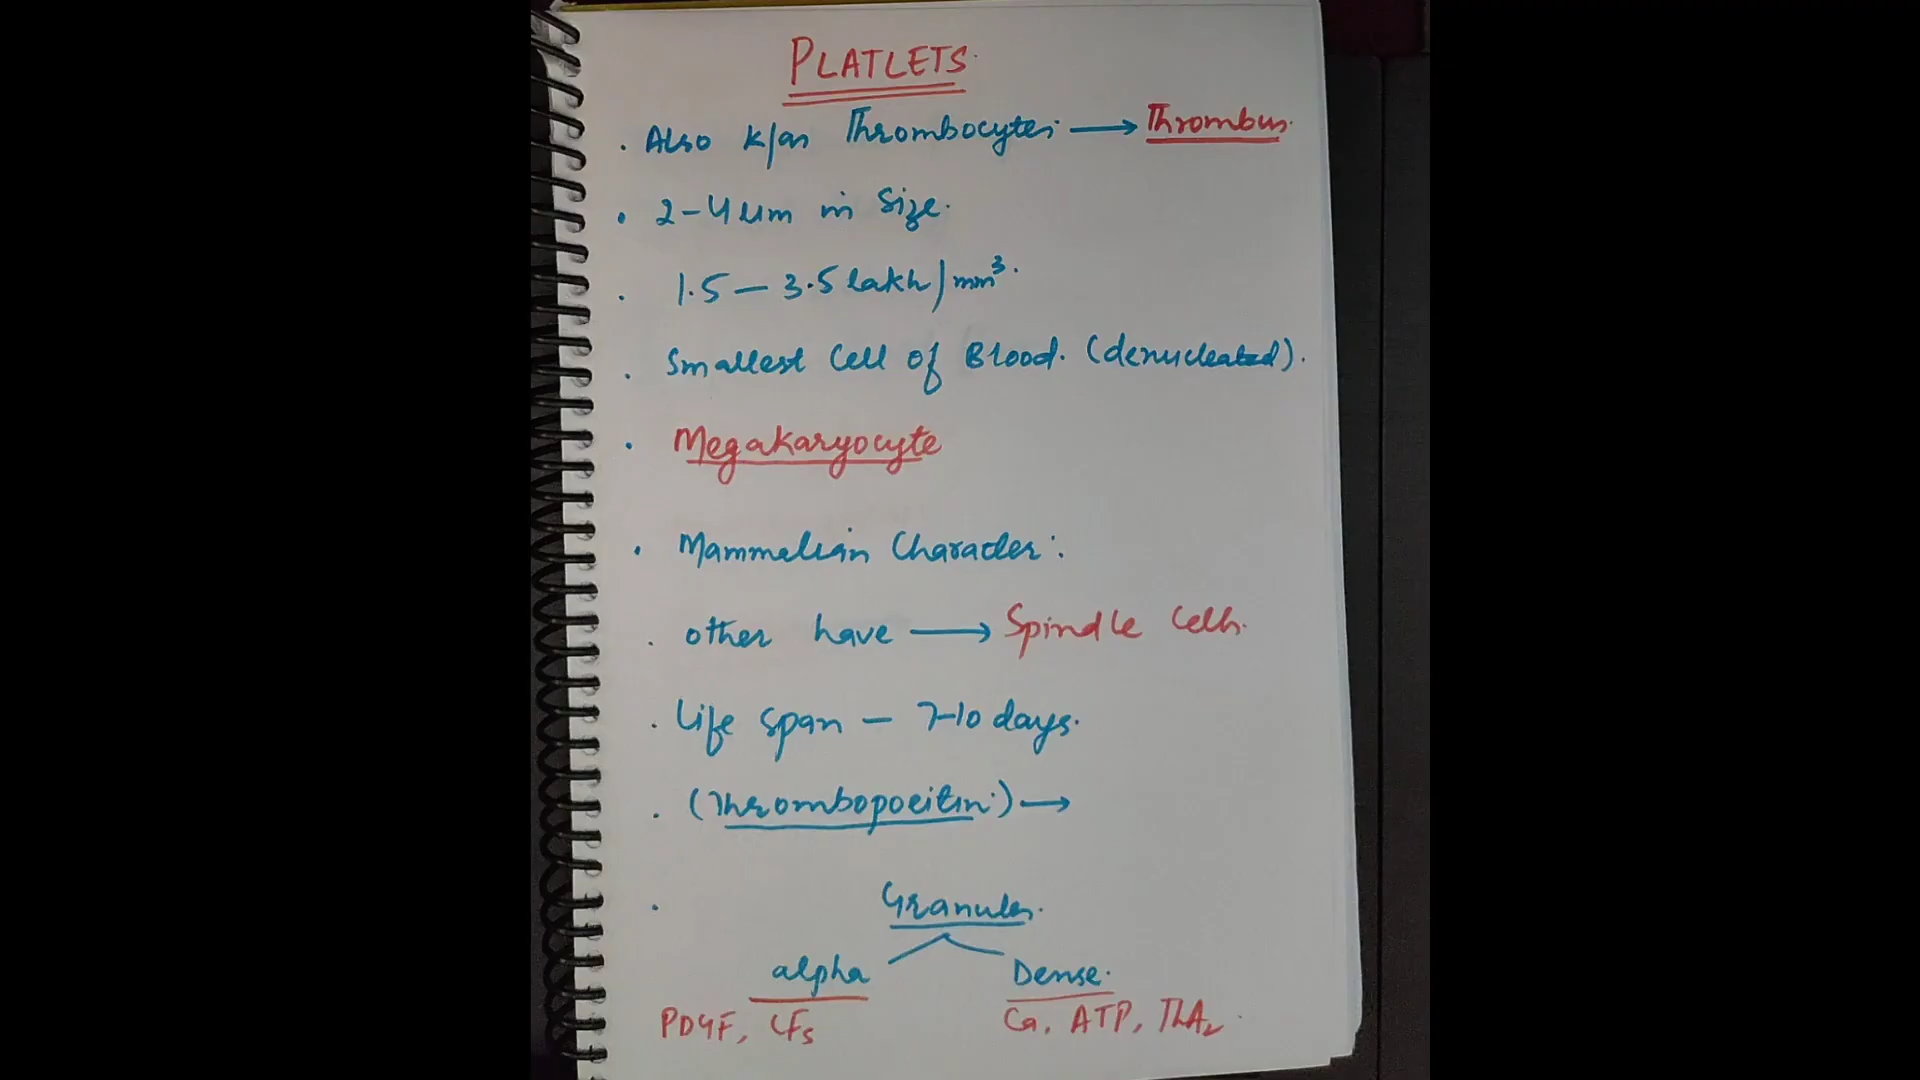 PLATLETS
. Also k/as Thrombocytes → Thrombus.
. 2-4 um in Size.
. 1.5 – 3.5 lakh/mm³.
. Smallest Cell of Blood. (denucleated).
. Megakaryocyte
. Mammalian Character:
. other have → Spindle Cells.
. Life span – 7-10 days.
. (Thrombopoeitin.) →
. Granules.
alpha Dense.
PDGF, CFs Ca, ATP, ThA₂.